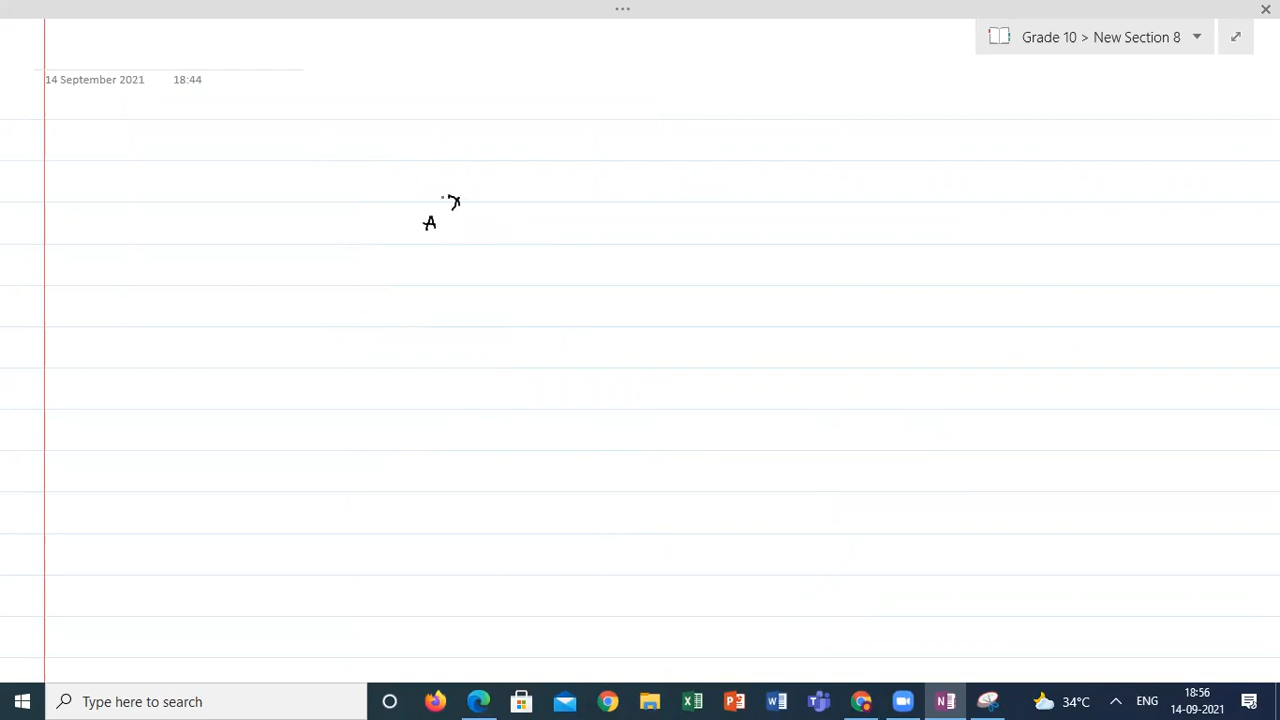 Grade 10 > New Section 8
14 September 2021 18:44
x
A
Type here to search
34°C ENG 18:56
14-09-2021